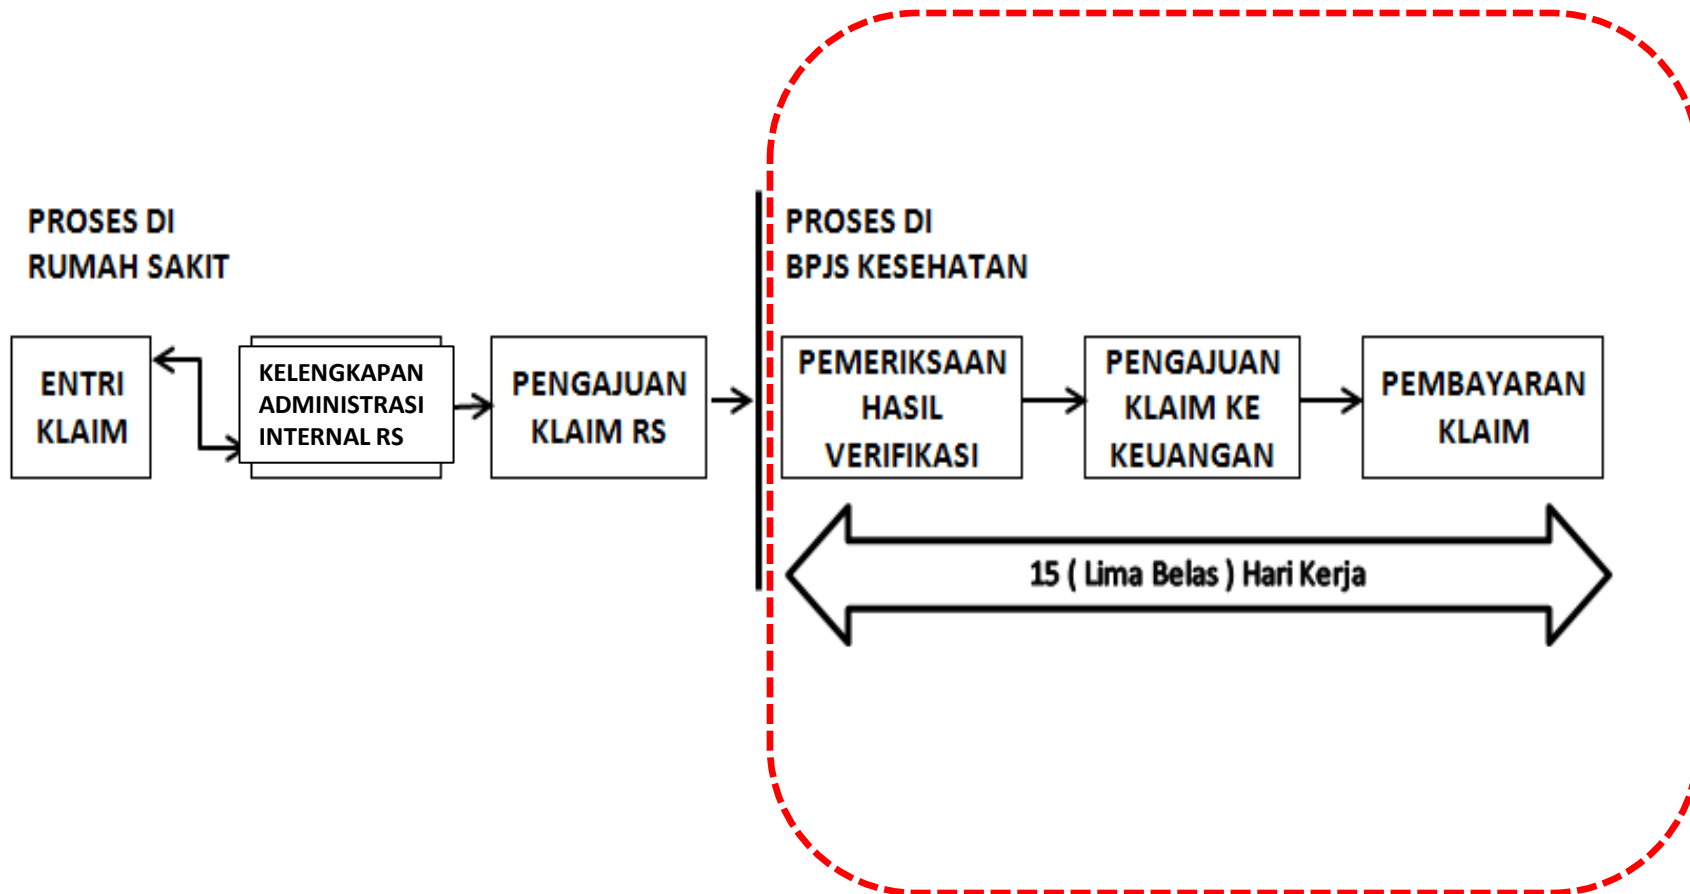 PROSES DI
RUMAH SAKIT
PROSES DI
BPJS KESEHATAN
ENTRI
KLAIM
KELENGKAPAN
ADMINISTRASI
INTERNAL RS
PENGAJUAN
KLAIM RS
PEMERIKSAAN
HASIL
VERIFIKASI
PENGAJUAN
KLAIM KE
KEUANGAN
PEMBAYARAN
KLAIM
15 ( Lima Belas ) Hari Kerja